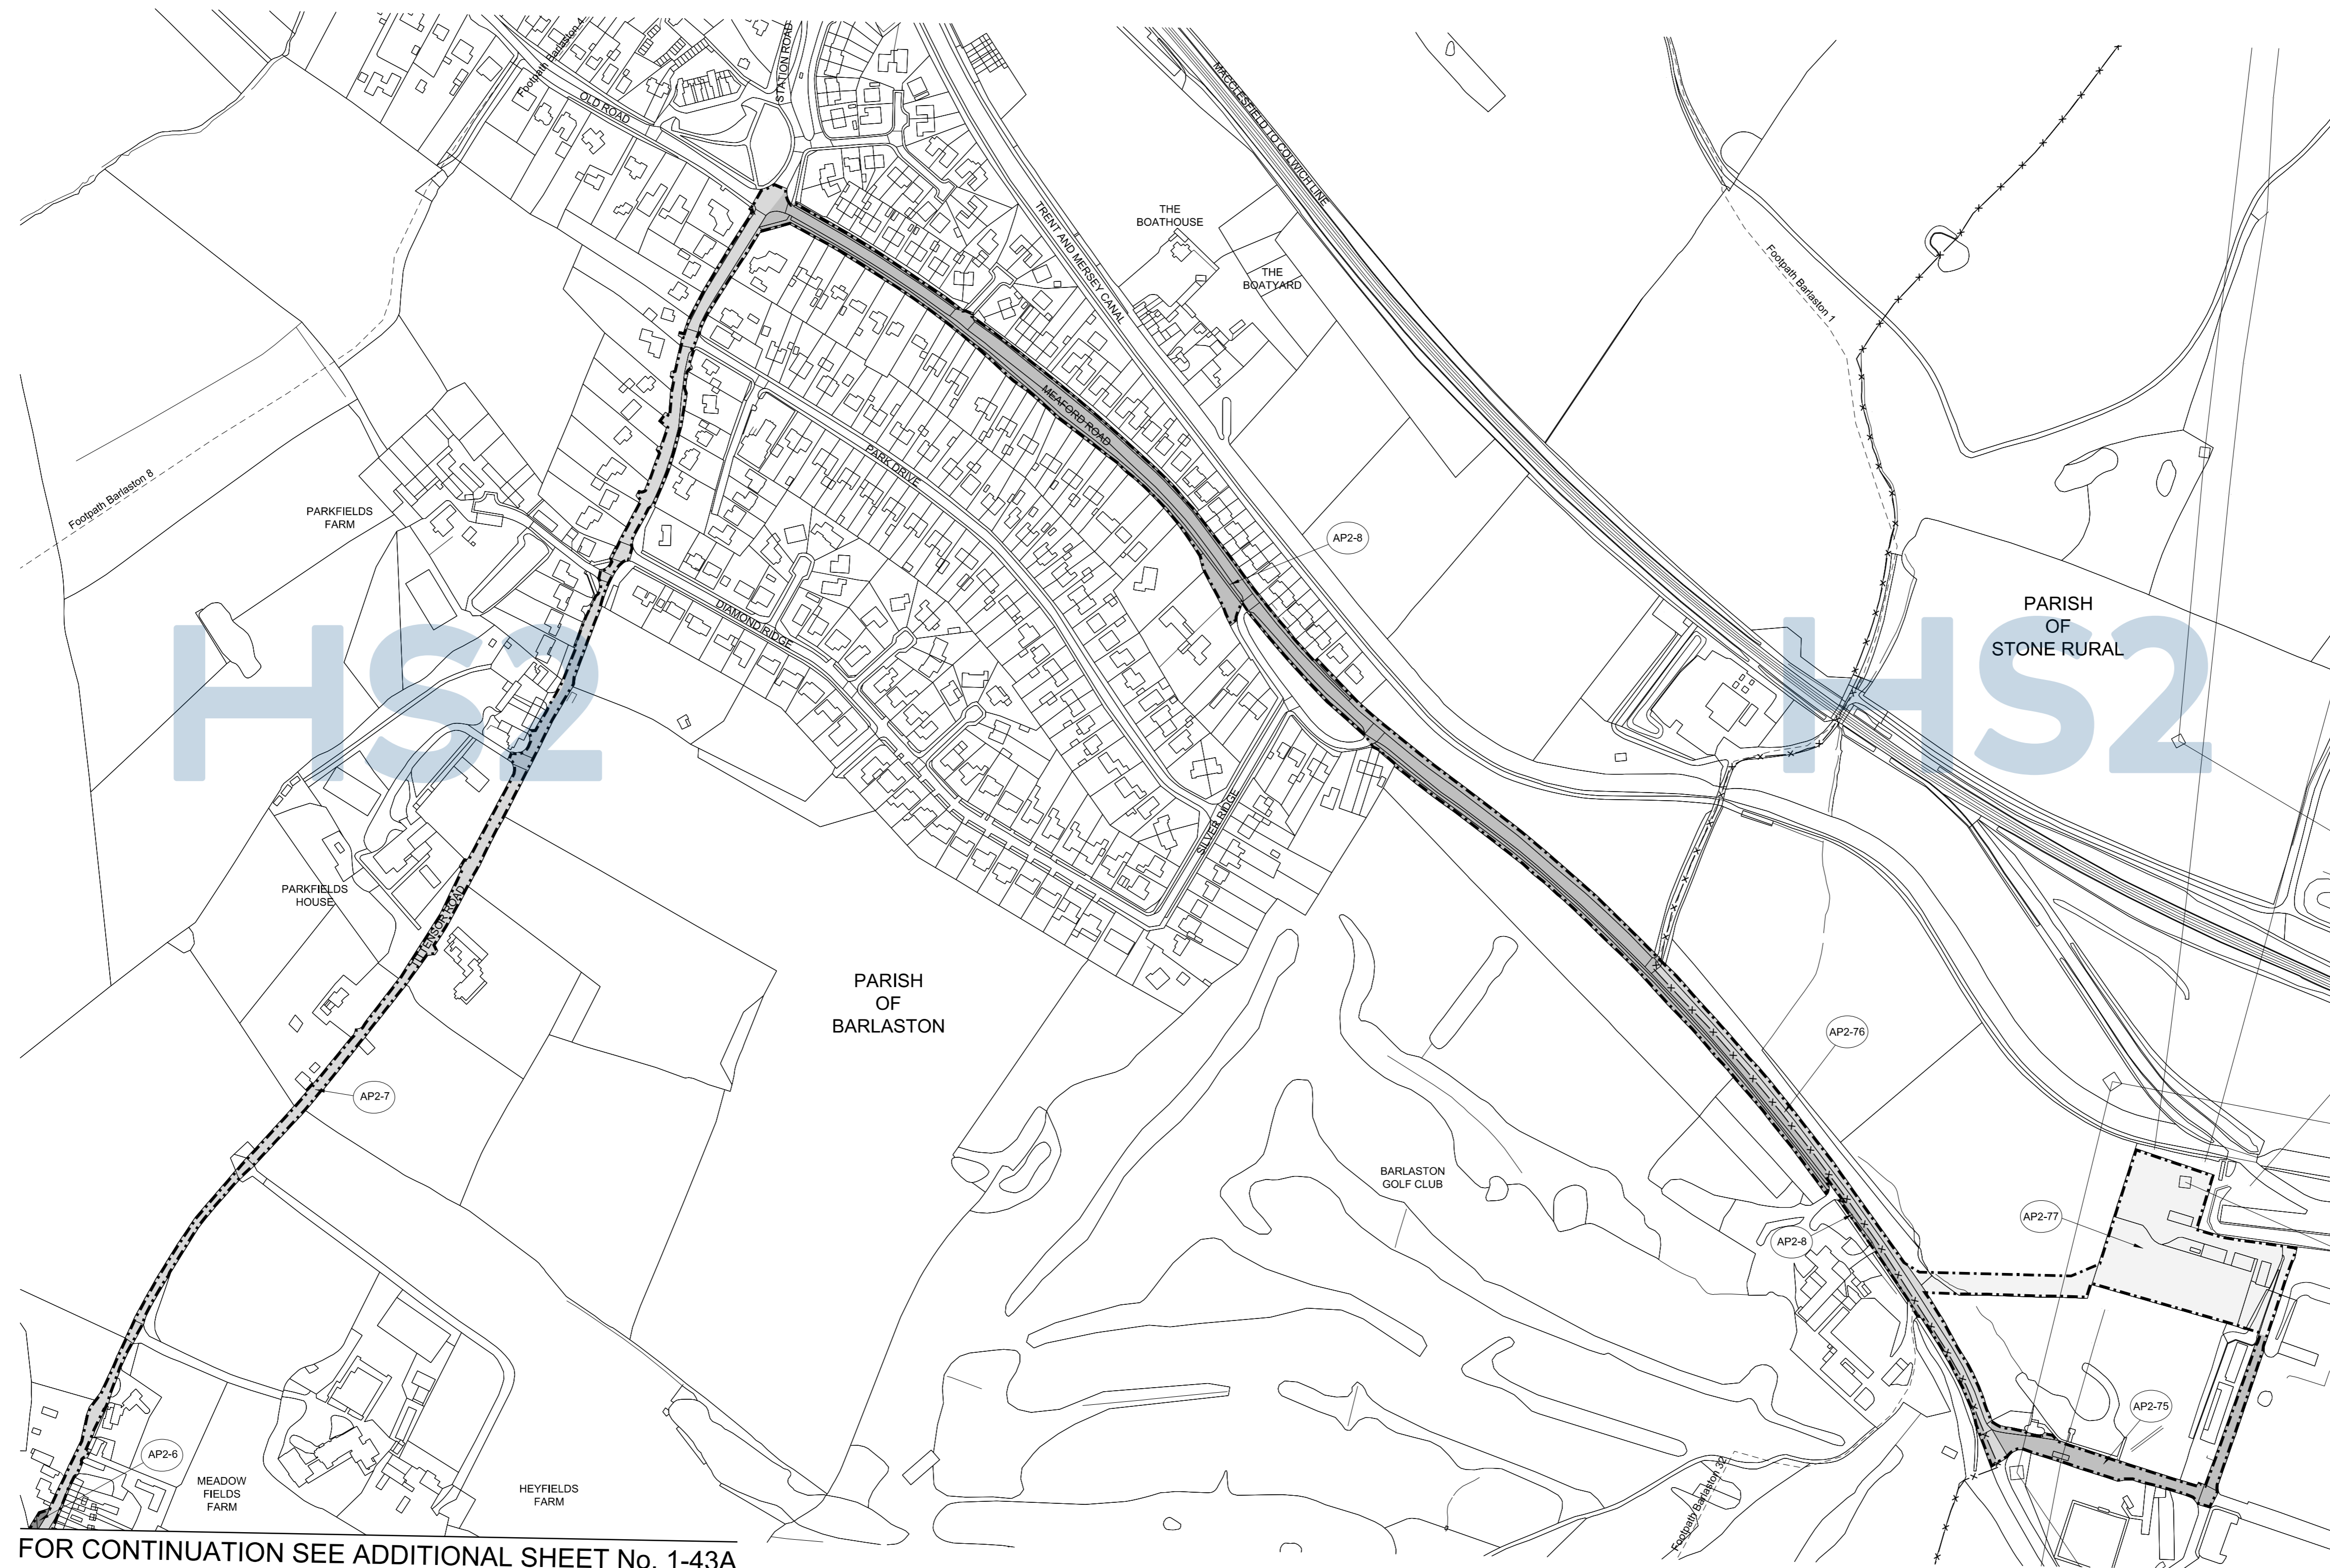 Footpath Barlaston 4
OLD ROAD
STATION ROAD
MACCLESFIELD TO COLWICH LINE
TRENT AND MERSEY CANAL
THE
BOATHOUSE
THE
BOATYARD
Footpath Barlaston 1
MEAFORD ROAD
PARK DRIVE
Footpath Barlaston 8
PARKFIELDS
FARM
AP2-8
DIAMOND RIDGE
PARISH
OF
STONE RURAL
HS2
HS2
SILVER RIDGE
PARKFIELDS
HOUSE
TITTENSOR ROAD
PARISH
OF
BARLASTON
AP2-76
AP2-7
BARLASTON
GOLF CLUB
AP2-77
AP2-8
AP2-75
AP2-6
MEADOW
FIELDS
FARM
HEYFIELDS
FARM
Footpath Barlaston 32
FOR CONTINUATION SEE ADDITIONAL SHEET No. 1-43A